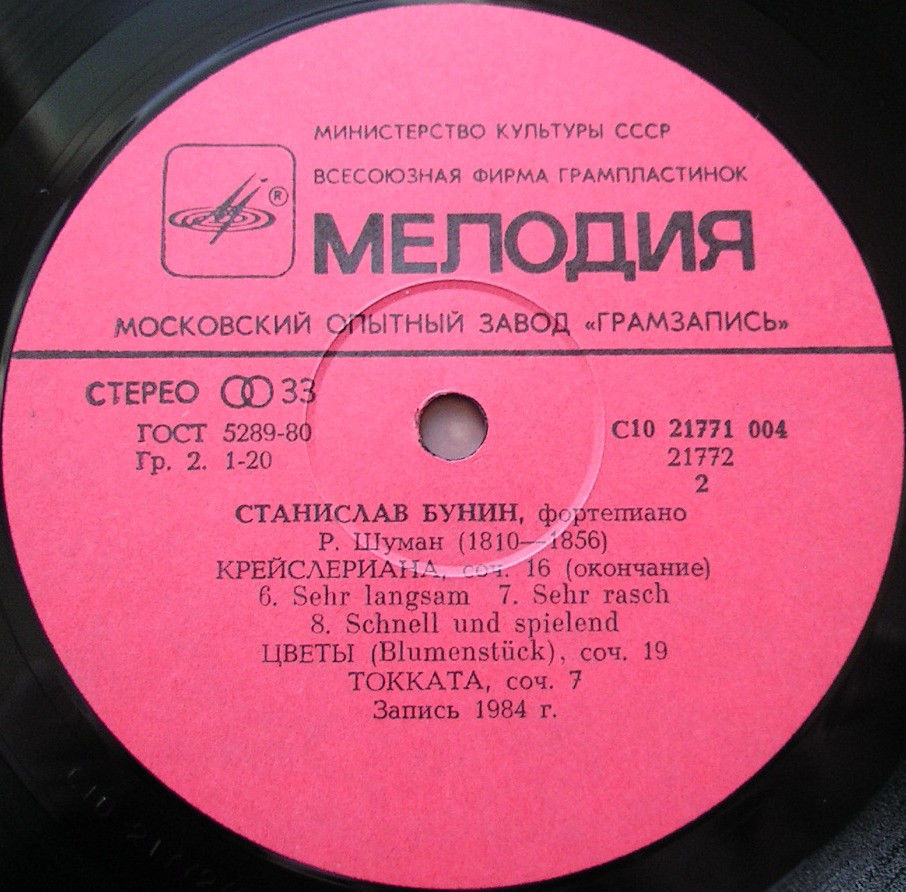 МИНИСТЕРСТВО КУЛЬТУРЫ СССР
ВСЕСОЮЗНАЯ ФИРМА ГРАМПЛАСТИНОК
®
МЕЛОДИЯ
МОСКОВСКИЙ ОПЫТНЫЙ ЗАВОД «ГРАМЗАПИСЬ»
СТЕРЕО 33
ГОСТ 5289-80
Гр. 2. 1-20
С10 21771 004
21772
2
СТАНИСЛАВ БУНИН, фортепиано
Р. Шуман (1810—1856)
КРЕЙСЛЕРИАНА, соч. 16 (окончание)
6. Sehr langsam 7. Sehr rasch
8. Schnell und spielend
ЦВЕТЫ (Blumenstück), соч. 19
ТОККАТА, соч. 7
Запись 1984 г.